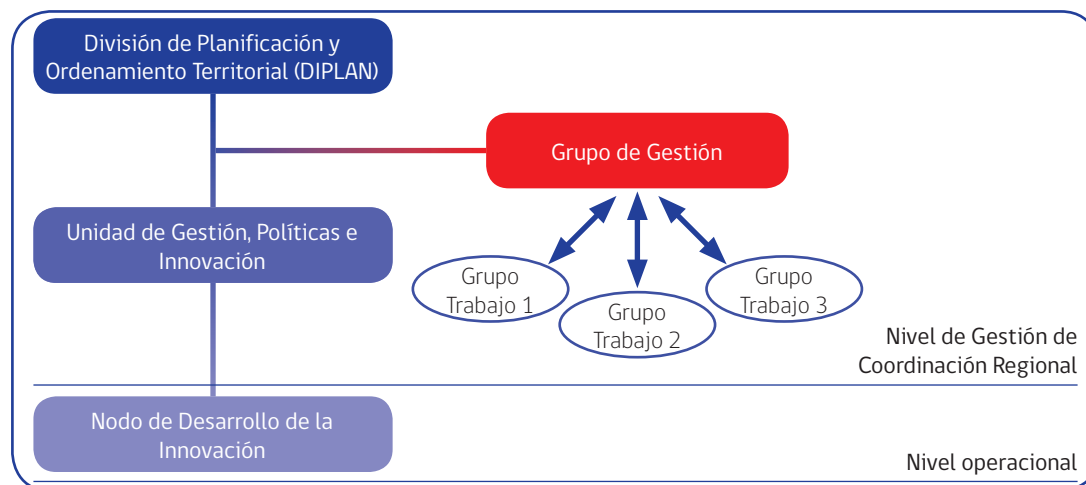 División de Planificación y
Ordenamiento Territorial (DIPLAN)
Grupo de Gestión
Unidad de Gestión, Políticas e
Innovación
Grupo
Trabajo 1
Grupo
Trabajo 2
Grupo
Trabajo 3
Nivel de Gestión de
Coordinación Regional
Nodo de Desarrollo de la
Innovación
Nivel operacional